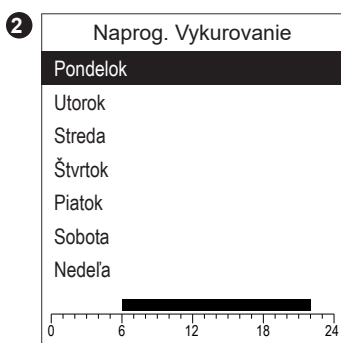 2
Naprog. Vykurovanie
Pondelok
Utorok
Streda
Štvrtok
Piatok
Sobota
Nedeľa
0 6 12 18 24